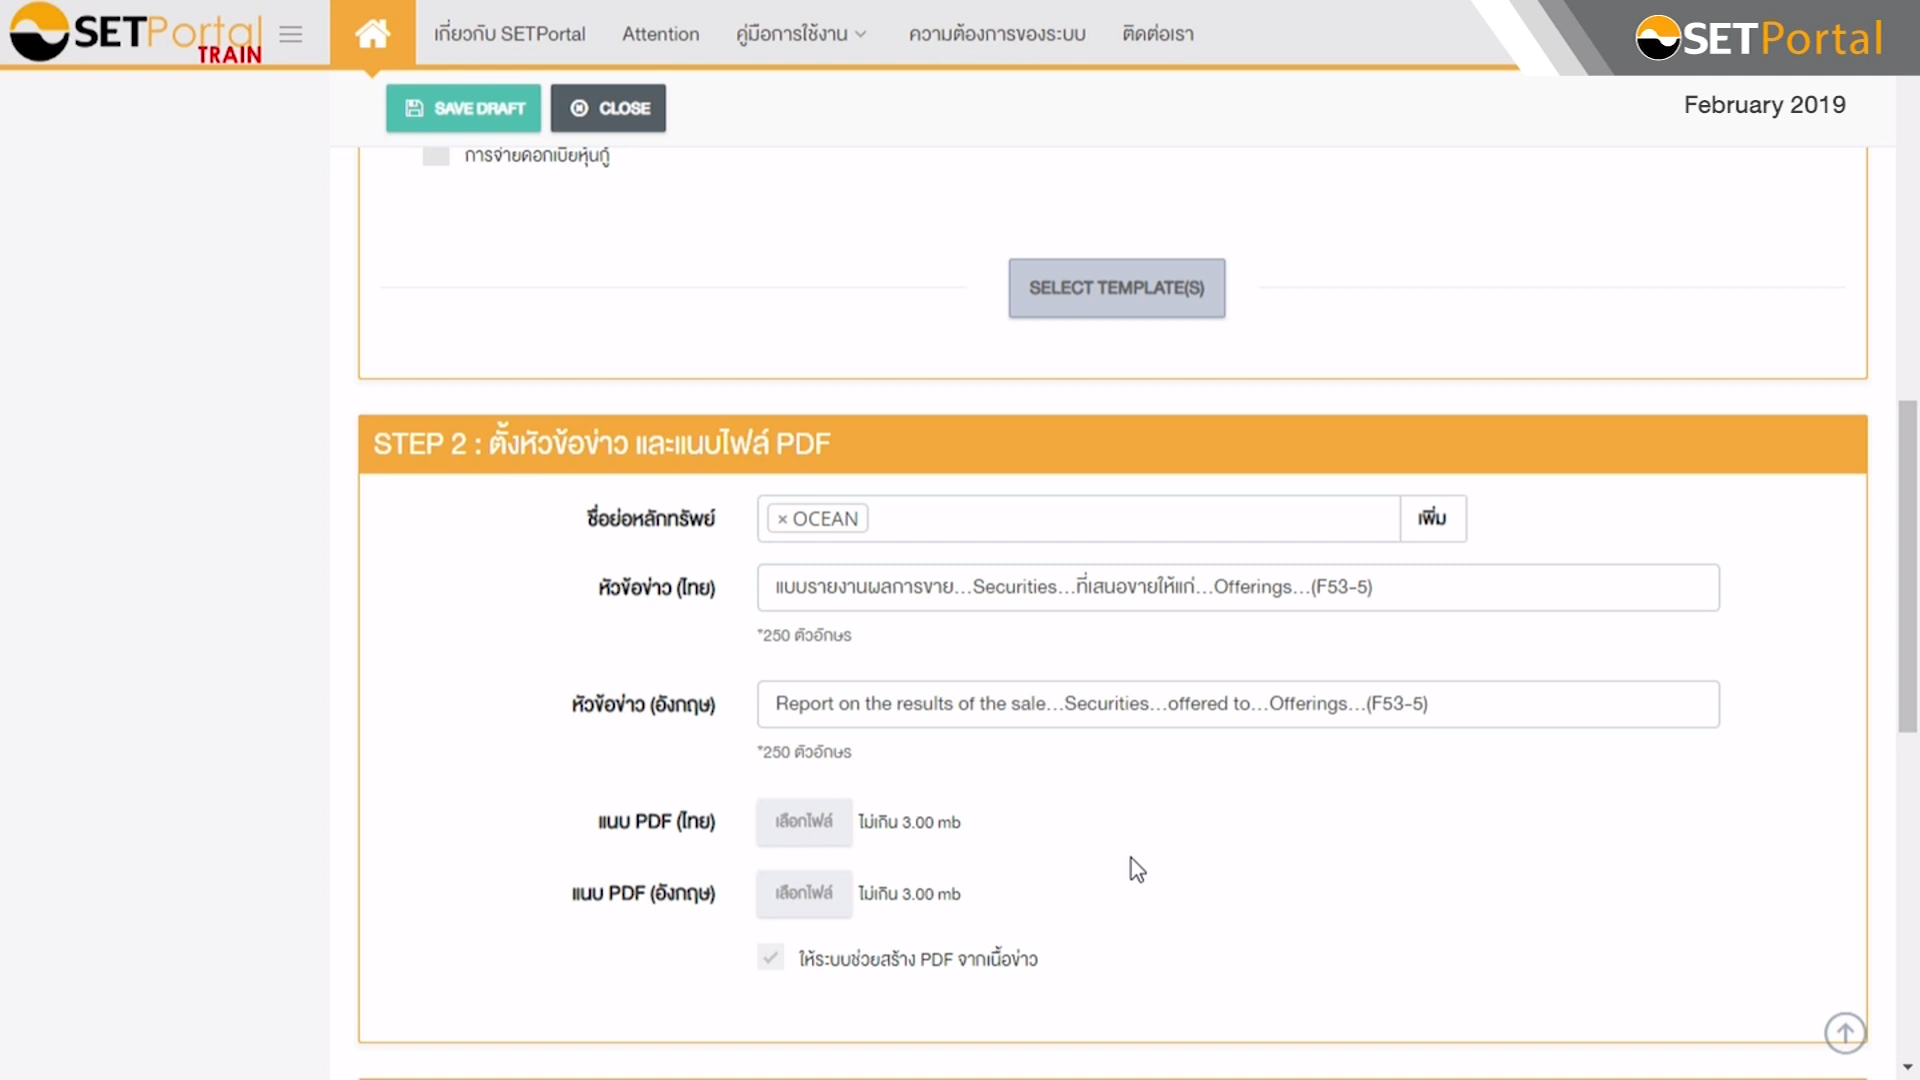 SETPortal
TRAIN
เกี่ยวกับ SETPortal
Attention
คู่มือการใช้งาน
ความต้องการของระบบ
ติดต่อเรา
SETPortal
SAVE DRAFT
CLOSE
February 2019
การจ่ายดอกเบี้ยหุ้นกู้
SELECT TEMPLATE(S)
STEP 2 : ตั้งหัวข้อข่าว และแนบไฟล์ PDF
ชื่อย่อหลักทรัพย์
× OCEAN
เพิ่ม
หัวข้อข่าว (ไทย)
แบบรายงานผลการขาย...Securities...ที่เสนอขายให้แก่...Offerings...(F53-5)
*250 ตัวอักษร
หัวข้อข่าว (อังกฤษ)
Report on the results of the sale...Securities...offered to...Offerings...(F53-5)
*250 ตัวอักษร
แนบ PDF (ไทย)
เลือกไฟล์
ไม่เกิน 3.00 mb
แนบ PDF (อังกฤษ)
เลือกไฟล์
ไม่เกิน 3.00 mb
ให้ระบบช่วยสร้าง PDF จากเนื้อข่าว